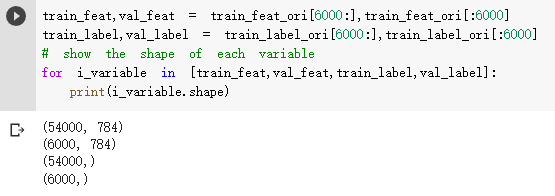 train_feat,val_feat = train_feat_ori[6000:],train_feat_ori[:6000]
train_label,val_label = train_label_ori[6000:],train_label_ori[:6000]
# show the shape of each variable
for i_variable in [train_feat,val_feat,train_label,val_label]:
    print(i_variable.shape)
(54000, 784)
(6000, 784)
(54000,)
(6000,)